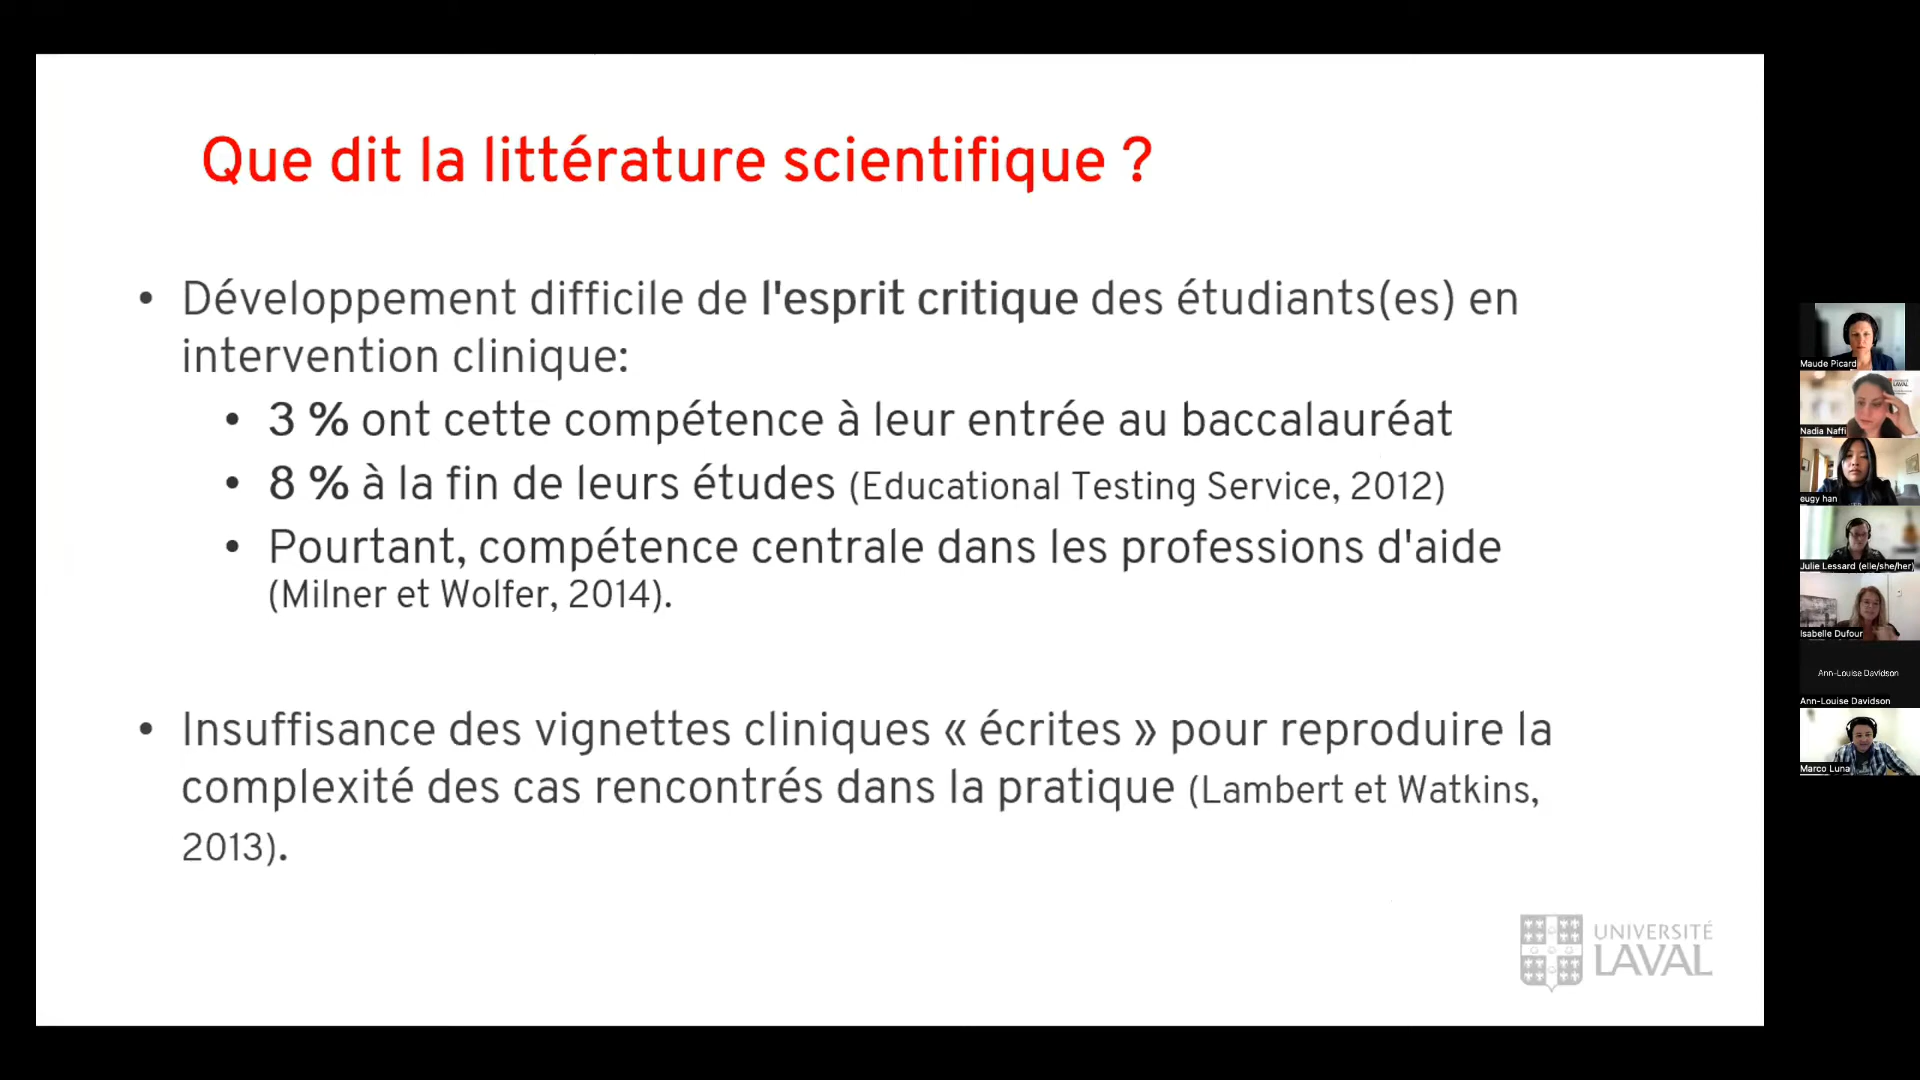 Que dit la littérature scientifique ?
• Développement difficile de l'esprit critique des étudiants(es) en
intervention clinique:
• 3 % ont cette compétence à leur entrée au baccalauréat
• 8 % à la fin de leurs études (Educational Testing Service, 2012)
• Pourtant, compétence centrale dans les professions d'aide
(Milner et Wolfer, 2014).
• Insuffisance des vignettes cliniques « écrites » pour reproduire la
complexité des cas rencontrés dans la pratique (Lambert et Watkins,
2013).
UNIVERSITÉ
LAVAL
Maude Picard
Nadia Naffi
eugy han
Julie Lessard (elle/she/her)
Isabelle Dufour
Ann-Louise Davidson
Ann-Louise Davidson
Marco Luna